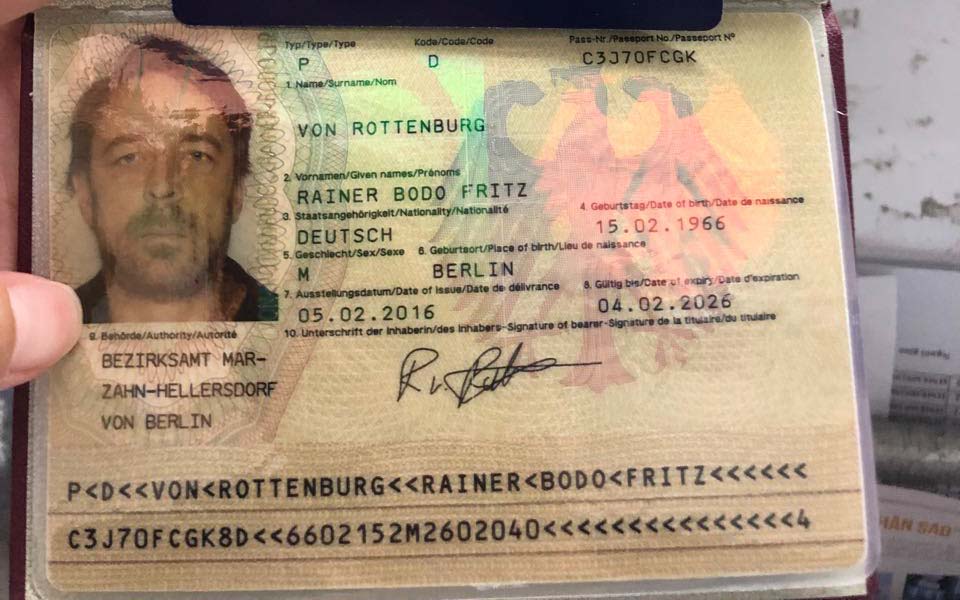 Typ/Type/Type Kode/Code/Code Pass-Nr./Passport No./Passeport Nº
P D C3J70FCGK
1. Name/Surname/Nom
VON ROTTENBURG
2. Vornamen/Given names/Prénoms
RAINER BODO FRITZ
3. Staatsangehörigkeit/Nationality/Nationalité 4. Geburtstag/Date of birth/Date de naissance
DEUTSCH 15.02.1966
5. Geschlecht/Sex/Sexe 6. Geburtsort/Place of birth/Lieu de naissance
M BERLIN
7. Ausstellungsdatum/Date of issue/Date de délivrance 8. Gültig bis/Date of expiry/Date d'expiration
05.02.2016 04.02.2026
9. Behörde/Authority/Autorité 10. Unterschrift der Inhaberin/des Inhabers-Signature of bearer-Signature de la titulaire/du titulaire
BEZIRKSAMT MAR-
ZAHN-HELLERSDORF
VON BERLIN
P<D<<VON<ROTTENBURG<<RAINER<BODO<FRITZ<<<<<<
C3J70FCGK8D<<6602152M2602040<<<<<<<<<<<<<<<4